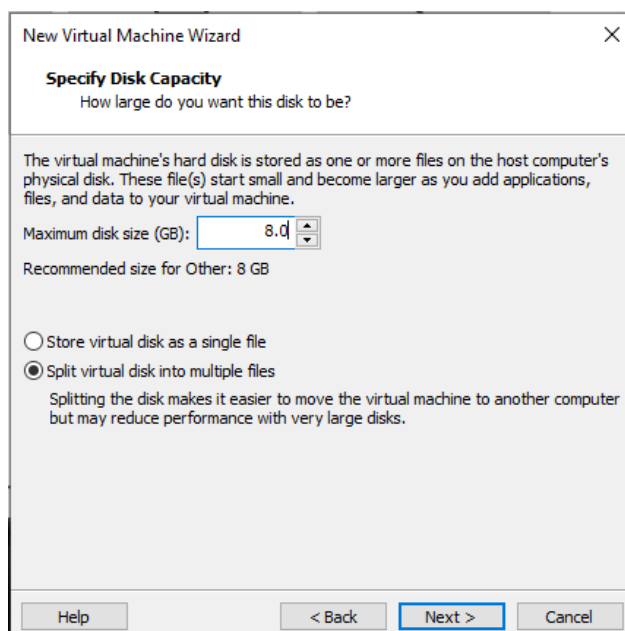 New Virtual Machine Wizard
Specify Disk Capacity
How large do you want this disk to be?
The virtual machine's hard disk is stored as one or more files on the host computer's
physical disk. These file(s) start small and become larger as you add applications,
files, and data to your virtual machine.
Maximum disk size (GB): 8.0
Recommended size for Other: 8 GB
Store virtual disk as a single file
Split virtual disk into multiple files
Splitting the disk makes it easier to move the virtual machine to another computer
but may reduce performance with very large disks.
Help < Back Next > Cancel